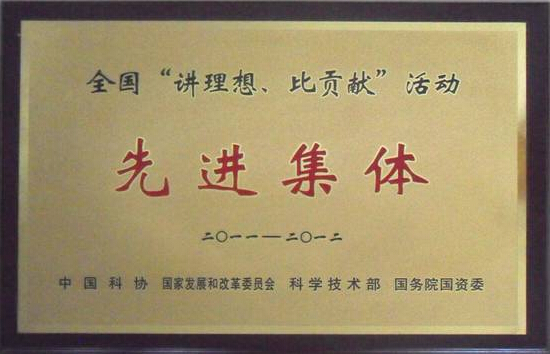 全国“讲理想、比贡献”活动
先进集体
二〇一一—二〇一二
中国科协 国家发展和改革委员会 科学技术部 国务院国资委